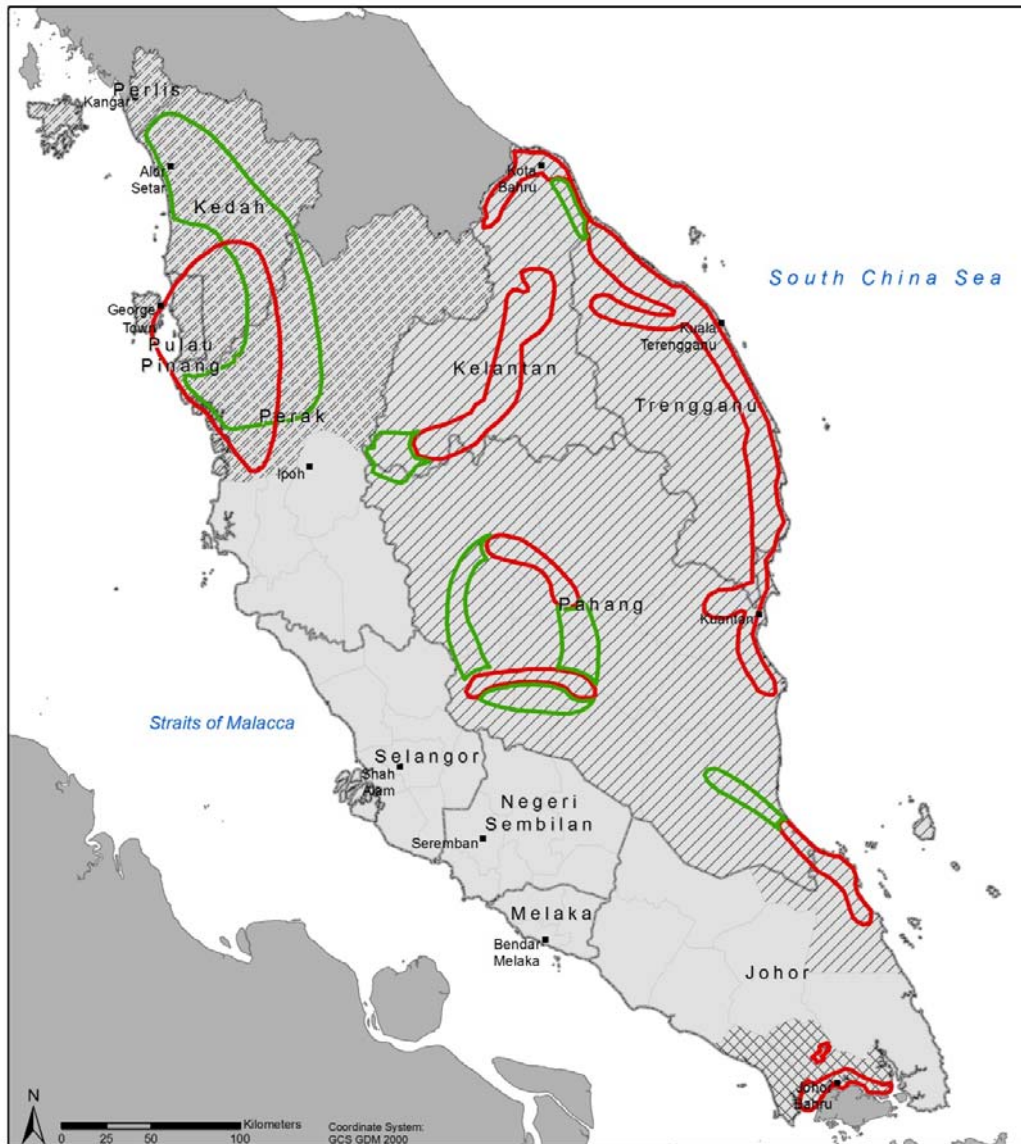 Perlis
Kangar
Alor
Setar
Kedah
Kota
Bahru
South China Sea
George
Town
Pulau
Pinang
Kuala
Terengganu
Kelantan
Trengganu
Perak
Ipoh
Pahang
Kuantan
Straits of Malacca
Selangor
Shah
Alam
Negeri
Sembilan
Seremban
Melaka
Bendar
Melaka
Johor
Johor
Bahru
N
Kilometers
0 25 50 100
Coordinate System:
GCS GDM 2000